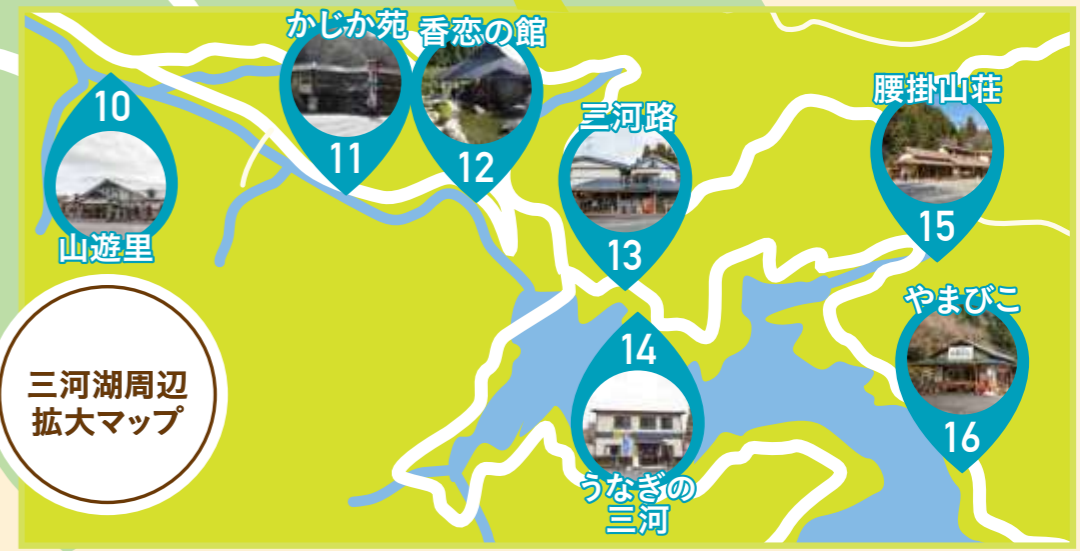 10
山遊里
かじか苑
11
香恋の館
12
三河路
13
腰掛山荘
15
14
うなぎの
三河
やまびこ
16
三河湖周辺
拡大マップ